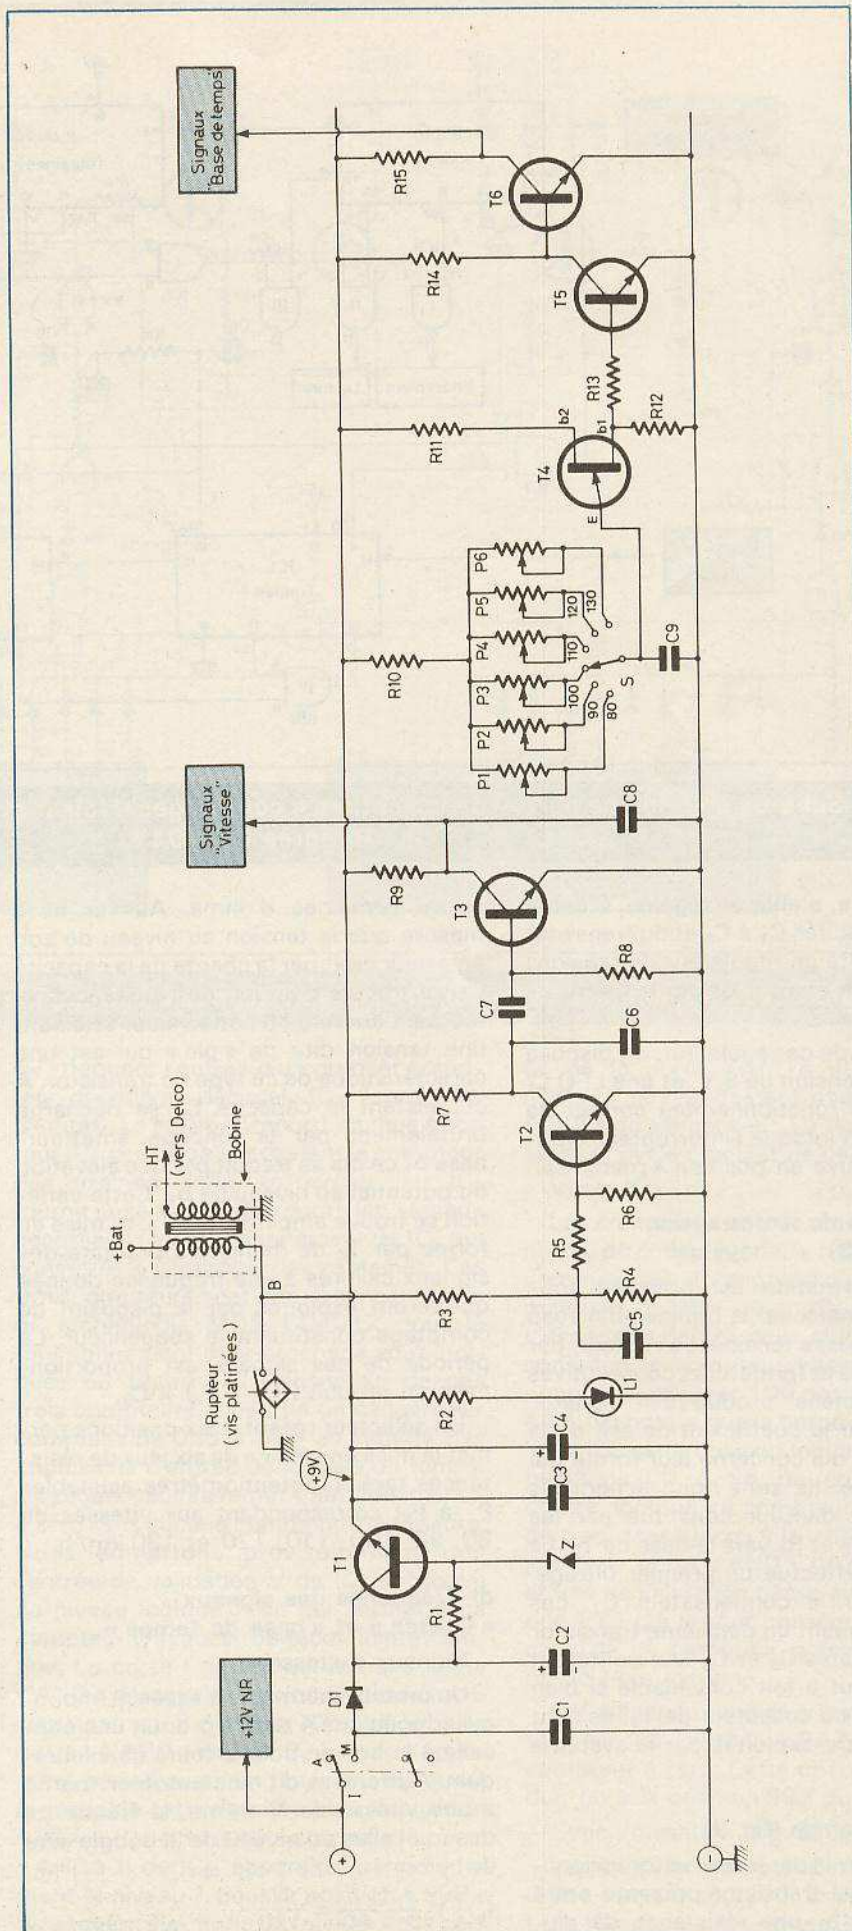 +12V NR
A
M
I
D1
C1
+
C2
-
R1
T1
Z
+9V
C3
+
C4
-
R2
L1
Rupteur
(vis platinées)
B
+Bat.
HT
(vers Delco)
Bobine
R3
C5
R4
R5
R6
T2
R7
C6
C7
R8
T3
R9
Signaux
"Vitesse"
C8
R10
P1
P2
P3
P4
P5
P6
80
90
100
110
120
130
S
C9
E
T4
b2
b1
R11
R12
R13
T5
R14
T6
R15
Signaux
"Base de temps"
+
-